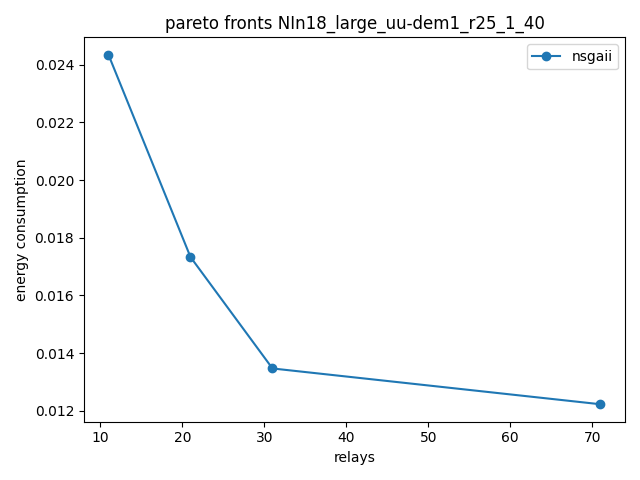 pareto fronts NIn18_large_uu-dem1_r25_1_40
nsgaii
energy consumption
0.024
0.022
0.020
0.018
0.016
0.014
0.012
10 20 30 40 50 60 70
relays